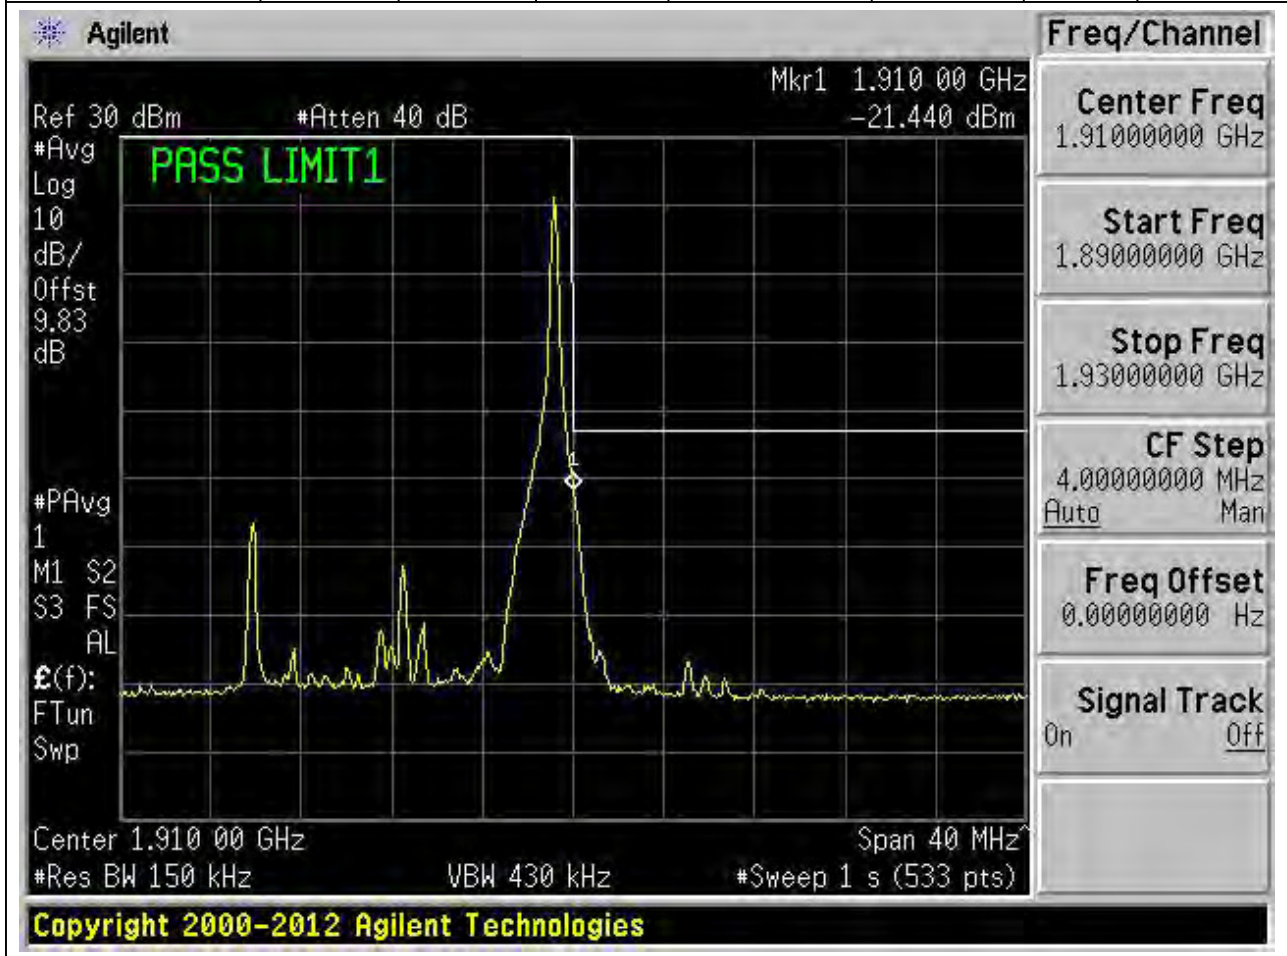 Agilent
Freq/Channel
Mkr1 1.910 00 GHz
Ref 30 dBm #Atten 40 dB -21.440 dBm
#Avg
Log
10
dB/
Offst
9.83
dB
PASS LIMIT1
1
#PAvg
1
M1 S2
S3 FS
AL
£(f):
FTun
Swp
Center 1.910 00 GHz Span 40 MHz^
#Res BW 150 kHz VBW 430 kHz #Sweep 1 s (533 pts)
Copyright 2000-2012 Agilent Technologies
Center Freq
1.91000000 GHz
Start Freq
1.89000000 GHz
Stop Freq
1.93000000 GHz
CF Step
4.00000000 MHz
Auto Man
Freq Offset
0.00000000 Hz
Signal Track
On Off